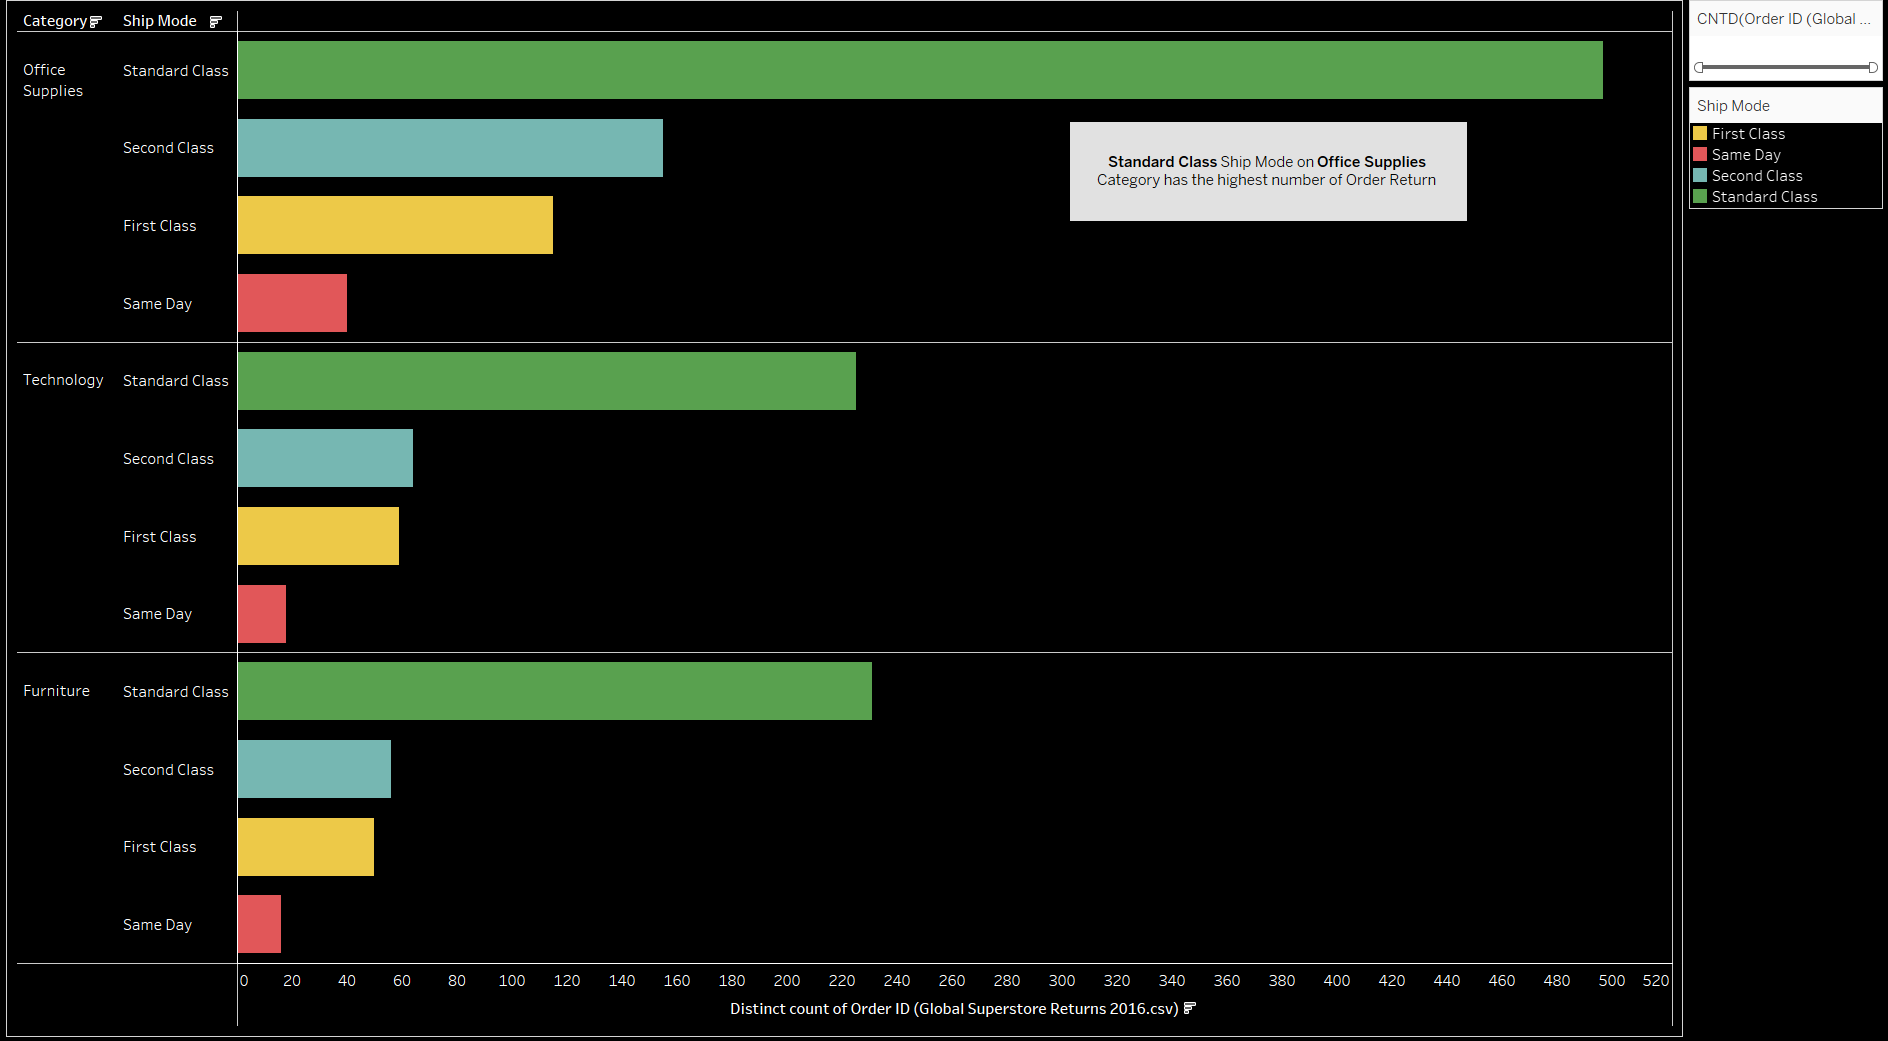 Category Ship Mode
Office
Supplies
Standard Class
Second Class
First Class
Same Day
Technology
Standard Class
Second Class
First Class
Same Day
Furniture
Standard Class
Second Class
First Class
Same Day
0 20 40 60 80 100 120 140 160 180 200 220 240 260 280 300 320 340 360 380 400 420 440 460 480 500 520
Distinct count of Order ID (Global Superstore Returns 2016.csv)
Standard Class Ship Mode on Office Supplies
Category has the highest number of Order Return
CNTD(Order ID (Global ...
Ship Mode
First Class
Same Day
Second Class
Standard Class